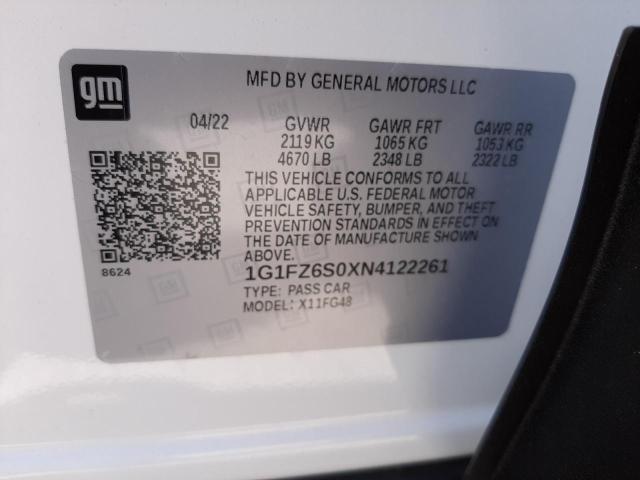 gm
MFD BY GENERAL MOTORS LLC
04/22 GVWR GAWR FRT GAWR RR
2119 KG 1065 KG 1053 KG
4670 LB 2348 LB 2322 LB
THIS VEHICLE CONFORMS TO ALL
APPLICABLE U.S. FEDERAL MOTOR
VEHICLE SAFETY, BUMPER, AND THEFT
PREVENTION STANDARDS IN EFFECT ON
THE DATE OF MANUFACTURE SHOWN
ABOVE.
8624
1G1FZ6S0XN4122261
TYPE: PASS CAR
MODEL: X11FG48